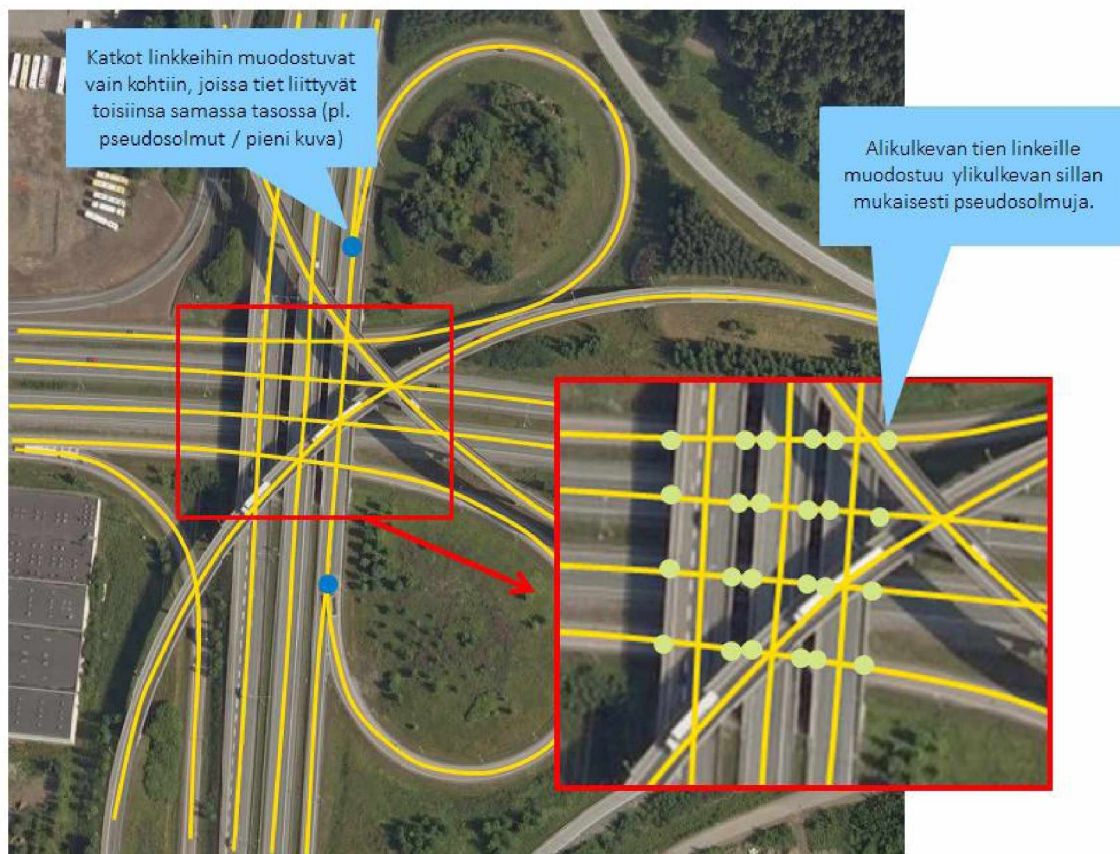 Katkot linkkeihin muodostuvat
vain kohtiin, joissa tiet liittyvät
toisiinsa samassa tasossa (pl.
pseudosolmut / pieni kuva)
Alikulkevan tien linkeille
muodostuu ylikulkevan sillan
mukaisesti pseudosolmuja.